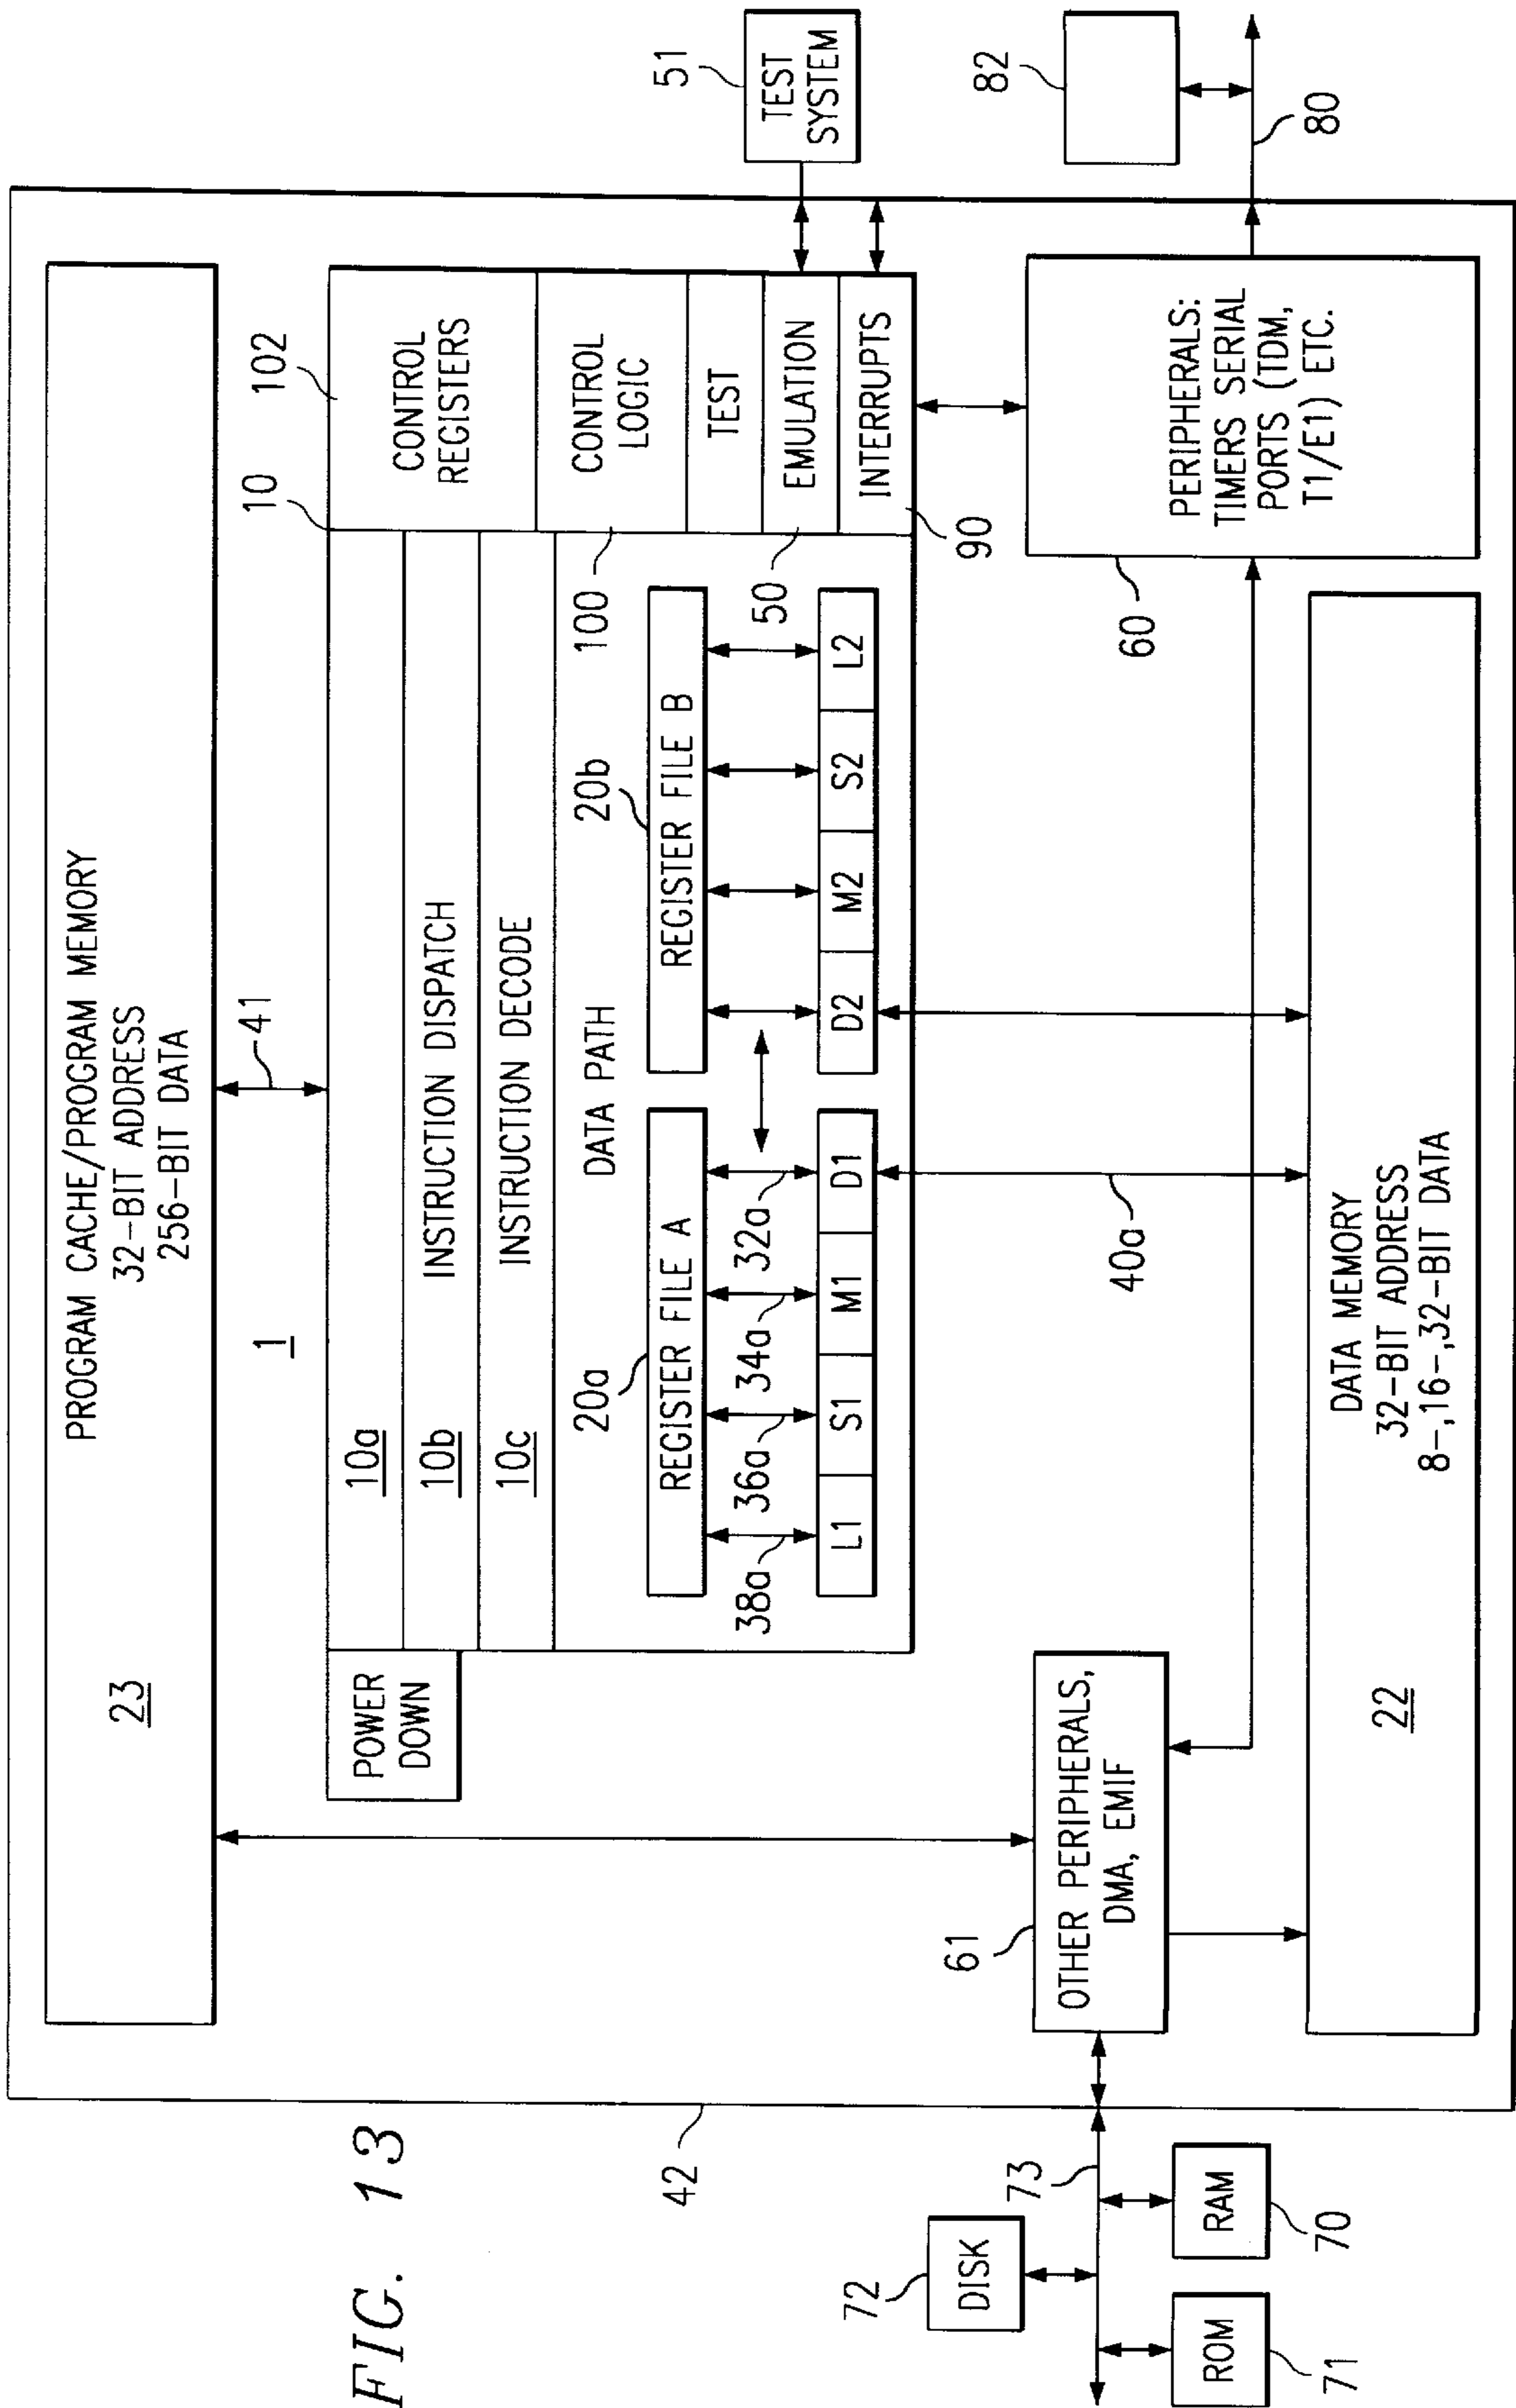 FIG. 13
PROGRAM CACHE/PROGRAM MEMORY
32-BIT ADDRESS
256-BIT DATA
23
41
1
102
10
POWER
DOWN
10a
10b
INSTRUCTION DISPATCH
10c
INSTRUCTION DECODE
DATA PATH
CONTROL
REGISTERS
CONTROL
LOGIC
TEST
EMULATION
INTERRUPTS
100
50
90
20a
REGISTER FILE A
20b
REGISTER FILE B
38a
36a
34a
32a
L1
S1
M1
D1
D2
M2
S2
L2
51
TEST
SYSTEM
42
61
OTHER PERIPHERALS,
DMA, EMIF
40a
60
PERIPHERALS:
TIMERS SERIAL
PORTS (TDM,
T1/E1) ETC.
82
80
72
DISK
73
ROM
71
RAM
70
22
DATA MEMORY
32-BIT ADDRESS
8-,16-,32-BIT DATA